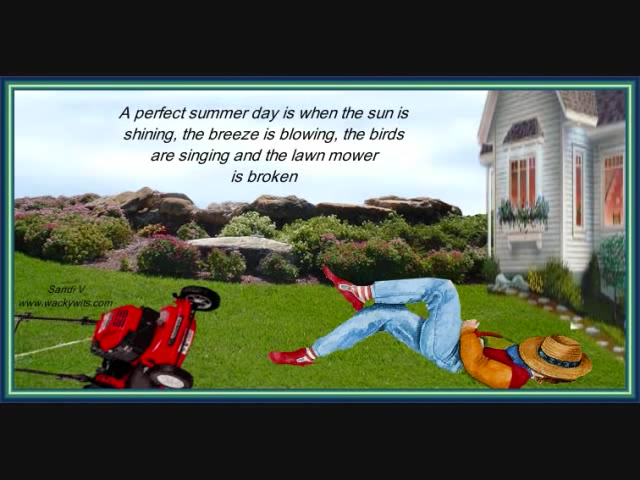 A perfect summer day is when the sun is
shining, the breeze is blowing, the birds
are singing and the lawn mower
is broken
Sandi V
www.wackywits.com